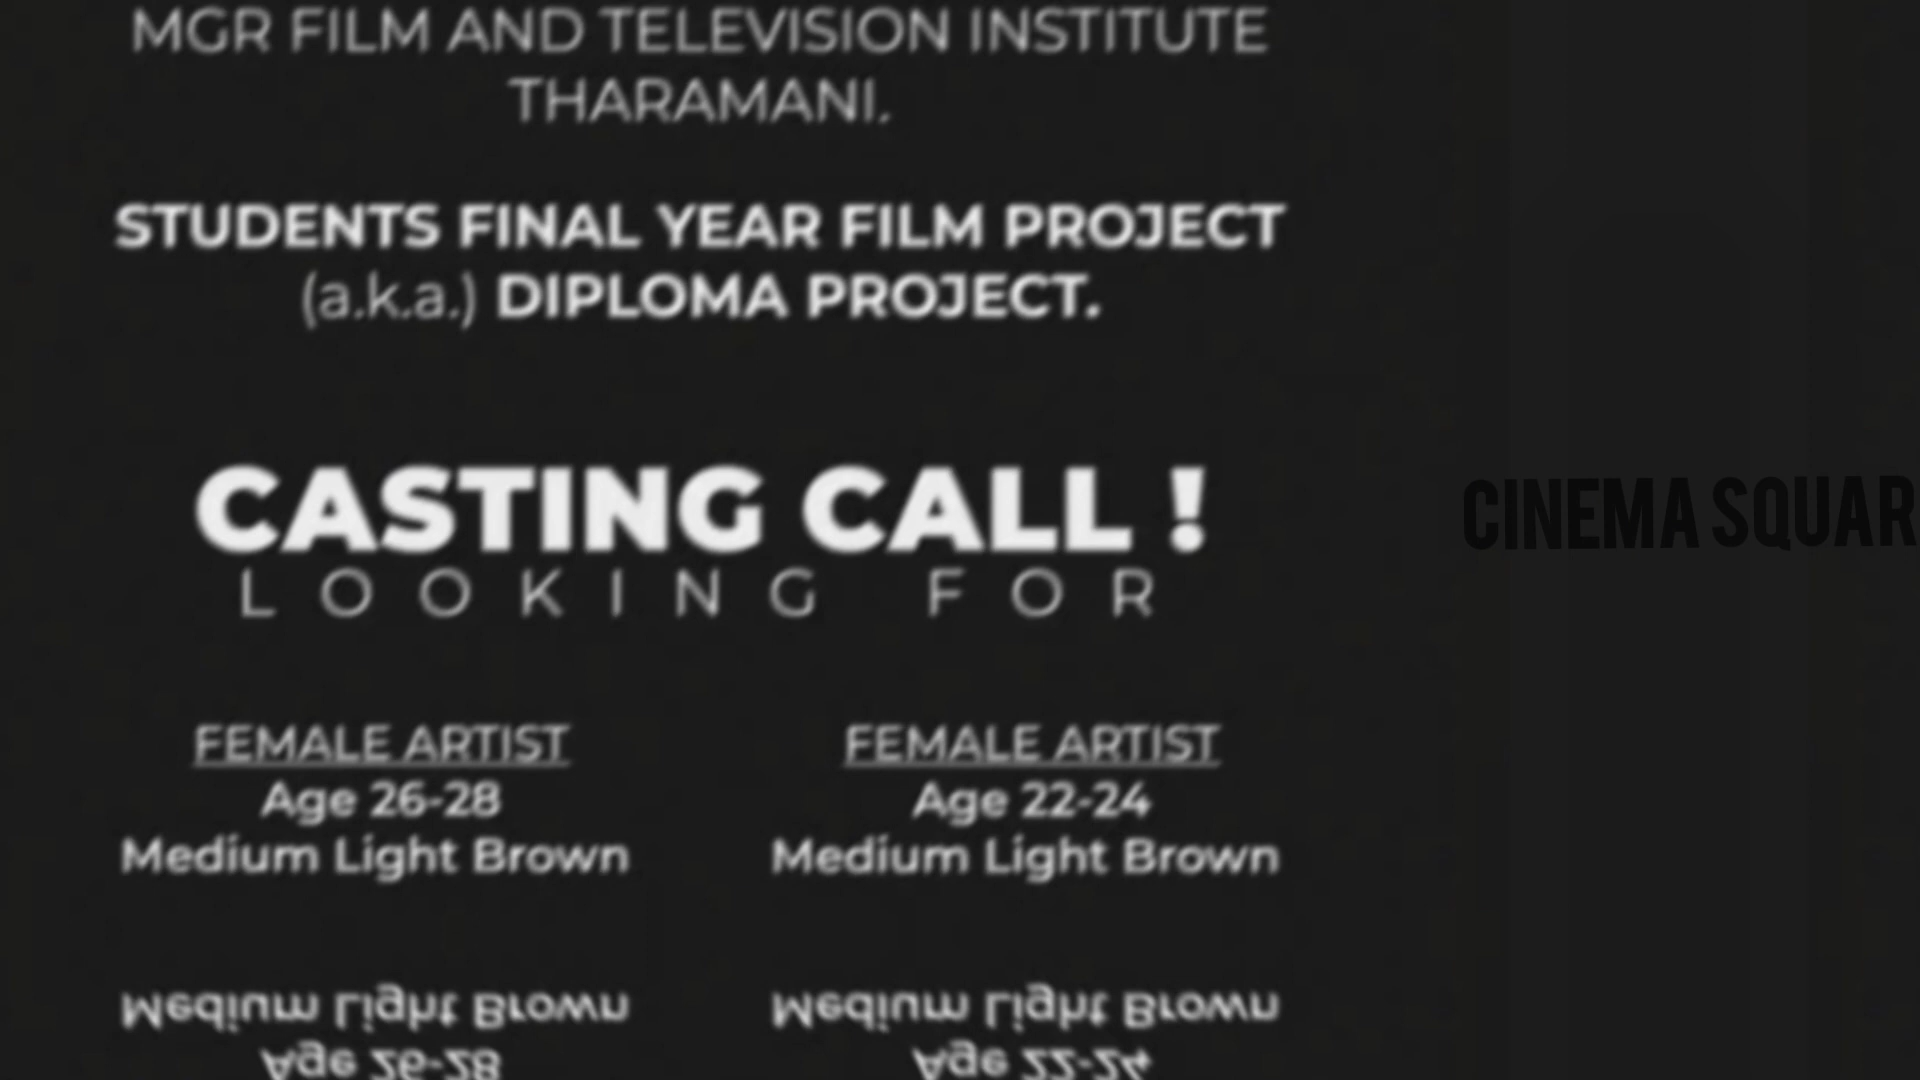 MGR FILM AND TELEVISION INSTITUTE
THARAMANI.
STUDENTS FINAL YEAR FILM PROJECT
(a.k.a.) DIPLOMA PROJECT.
CASTING CALL !
LOOKING FOR
FEMALE ARTIST
Age 26-28
Medium Light Brown
FEMALE ARTIST
Age 22-24
Medium Light Brown
CINEMA SQUAR
Medium Light Brown
Age 26-28
Medium Light Brown
Age 22-24